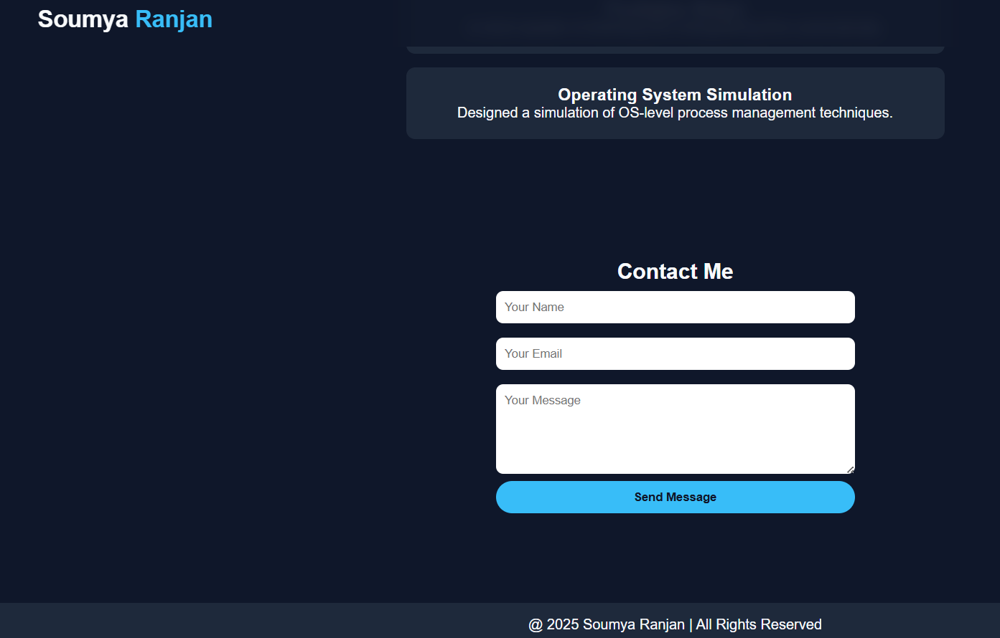 Soumya Ranjan
Operating System Simulation
Designed a simulation of OS-level process management techniques.
Contact Me
Your Name
Your Email
Your Message
Send Message
@ 2025 Soumya Ranjan | All Rights Reserved